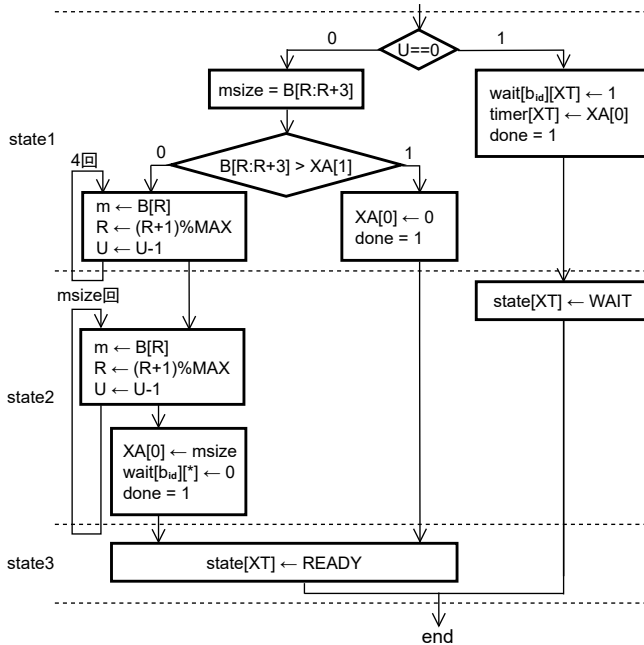 0
U==0
1
msize = B[R:R+3]
wait[b_id][XT] ← 1
timer[XT] ← XA[0]
done = 1
state1
0
B[R:R+3] > XA[1]
1
4回
m ← B[R]
R ← (R+1)%MAX
U ← U-1
XA[0] ← 0
done = 1
msize回
state[XT] ← WAIT
m ← B[R]
R ← (R+1)%MAX
U ← U-1
state2
XA[0] ← msize
wait[b_id][*] ← 0
done = 1
state3
state[XT] ← READY
end